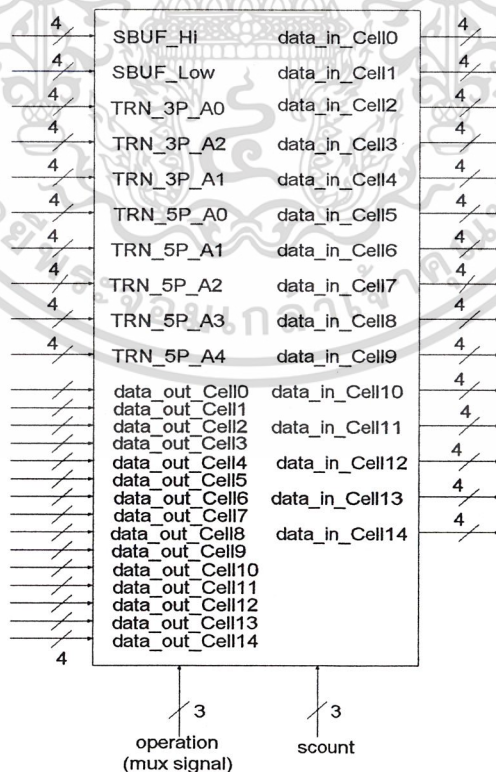 4 SBUF_Hi data_in_Cell0 4
4 SBUF_Low data_in_Cell1 4
4 TRN_3P_A0 data_in_Cell2 4
4 TRN_3P_A2 data_in_Cell3 4
4 TRN_3P_A1 data_in_Cell4 4
4 TRN_5P_A0 data_in_Cell5 4
4 TRN_5P_A1 data_in_Cell6 4
4 TRN_5P_A2 data_in_Cell7 4
4 TRN_5P_A3 data_in_Cell8 4
4 TRN_5P_A4 data_in_Cell9 4
data_out_Cell0 data_in_Cell10 4
data_out_Cell1
data_out_Cell2 data_in_Cell11 4
data_out_Cell3
data_out_Cell4 data_in_Cell12 4
data_out_Cell5
data_out_Cell6 data_in_Cell13 4
data_out_Cell7
data_out_Cell8 data_in_Cell14 4
data_out_Cell9
data_out_Cell10
data_out_Cell11
data_out_Cell12
data_out_Cell13
data_out_Cell14
4
3 3
operation scount
(mux signal)